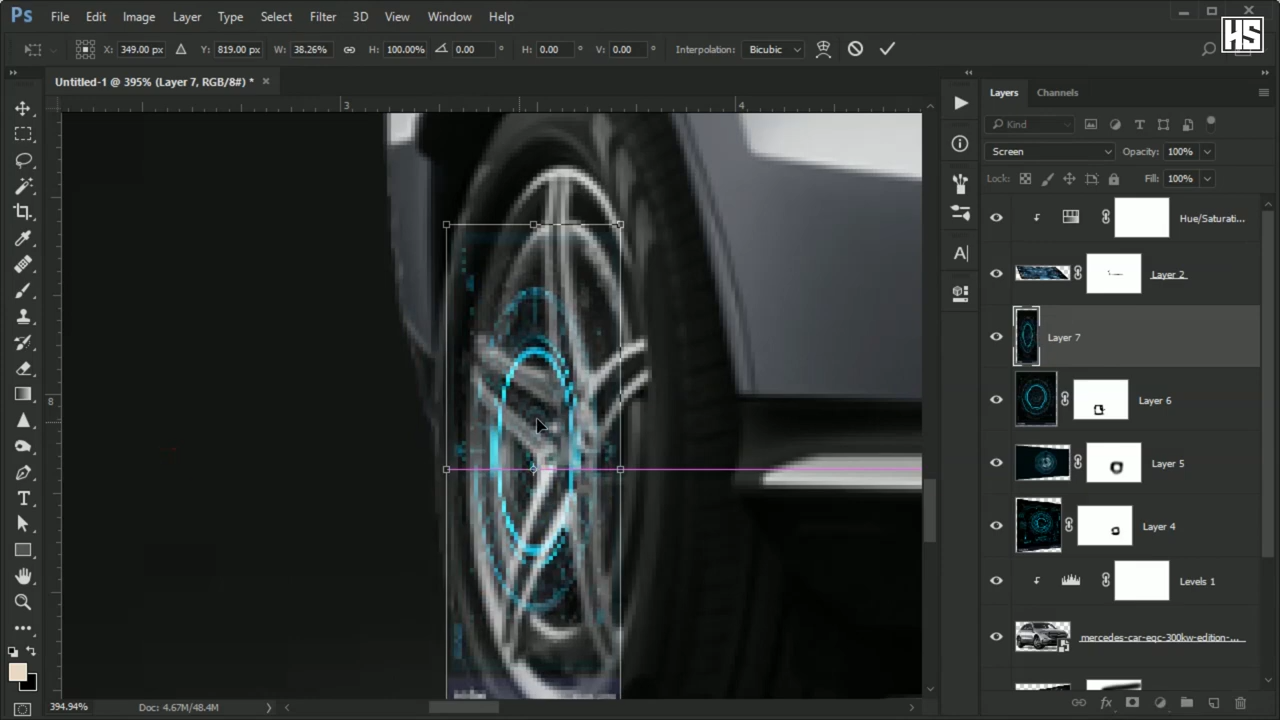 Ps File Edit Image Layer Type Select Filter 3D View Window Help
HS
X: 349.00 px Y: 819.00 px W: 38.26% H: 100.00% 0.00 ° H: 0.00 ° V: 0.00 ° Interpolation: Bicubic
Untitled-1 @ 395% (Layer 7, RGB/8#) * ×
Layers Channels
3 4
Kind
Screen Opacity: 100%
Lock: Fill: 100%
Hue/Saturati...
Layer 2
Layer 7
8
Layer 6
Layer 5
Layer 4
Levels 1
mercedes-car-eqc-300kw-edition-...
394.94% Doc: 4.67M/48.4M